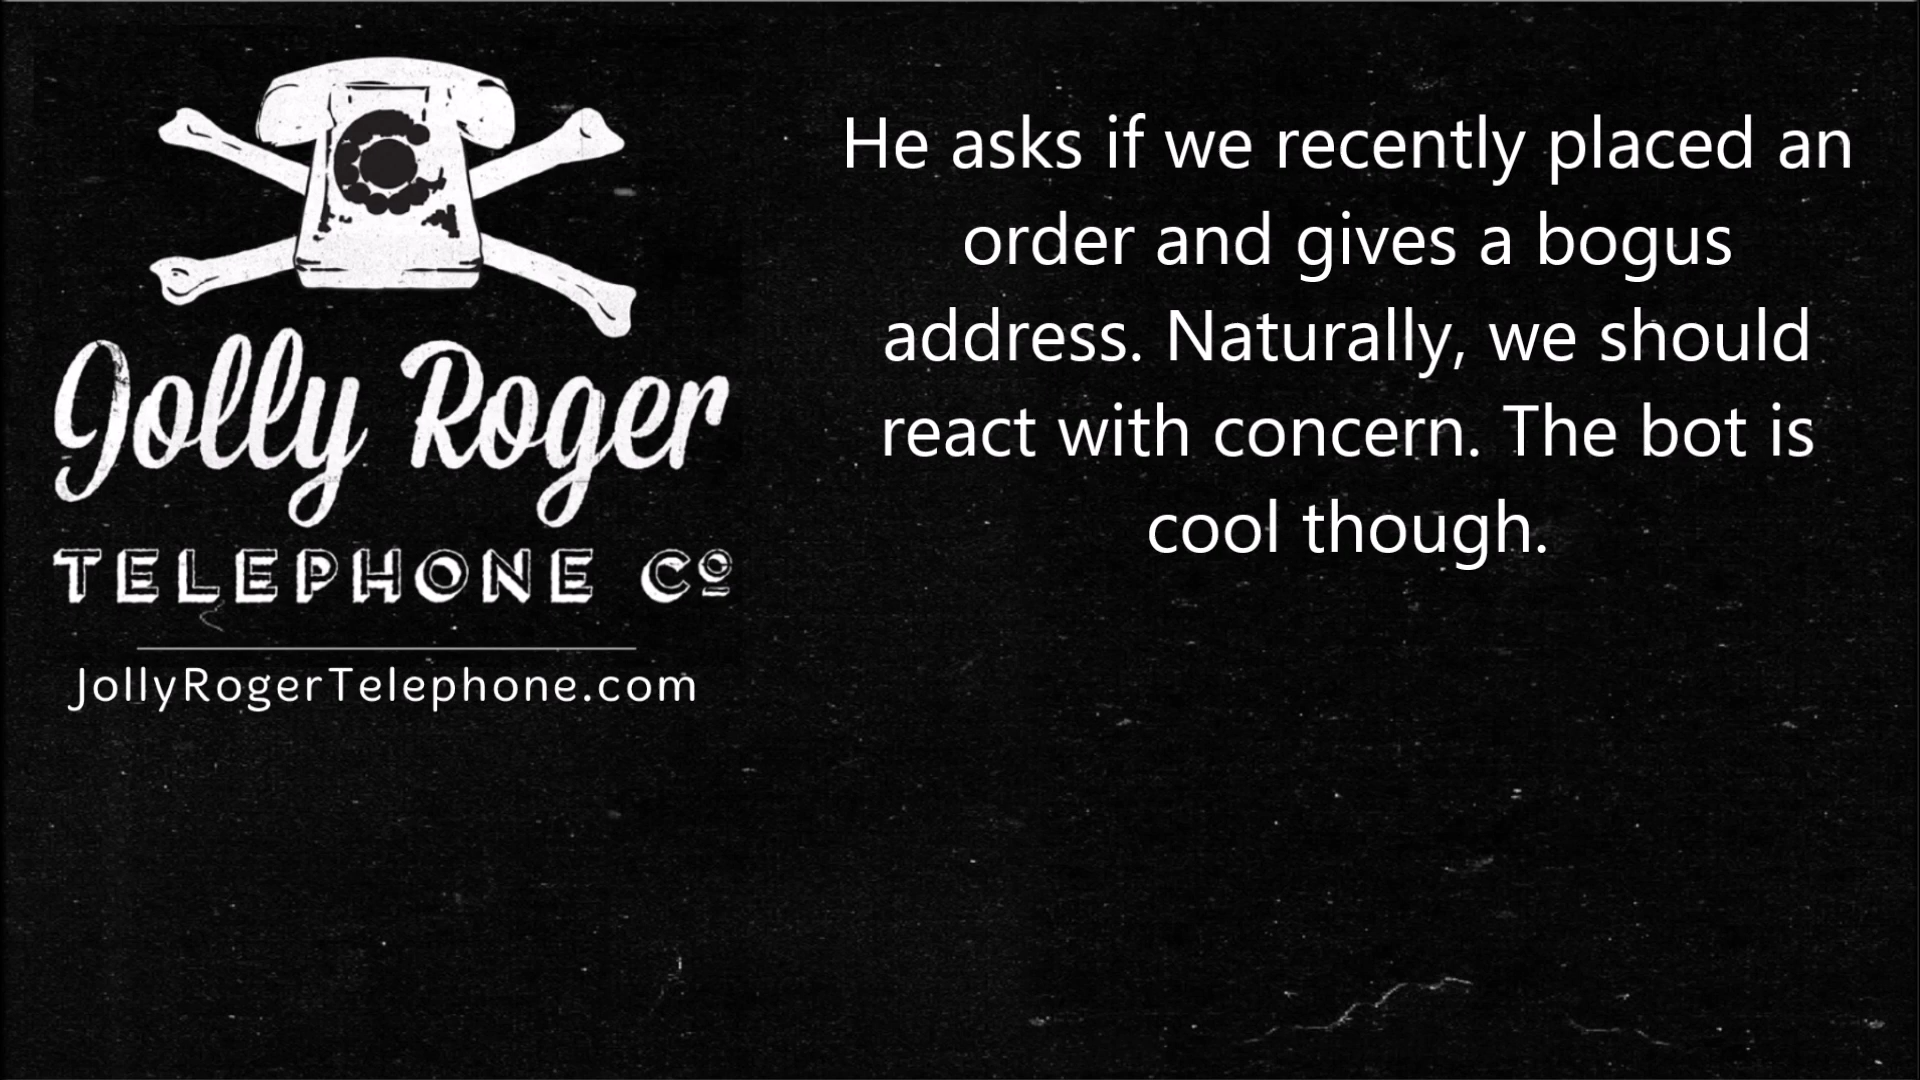 Jolly Roger
TELEPHONE Co
JollyRogerTelephone.com
He asks if we recently placed an
order and gives a bogus
address. Naturally, we should
react with concern. The bot is
cool though.